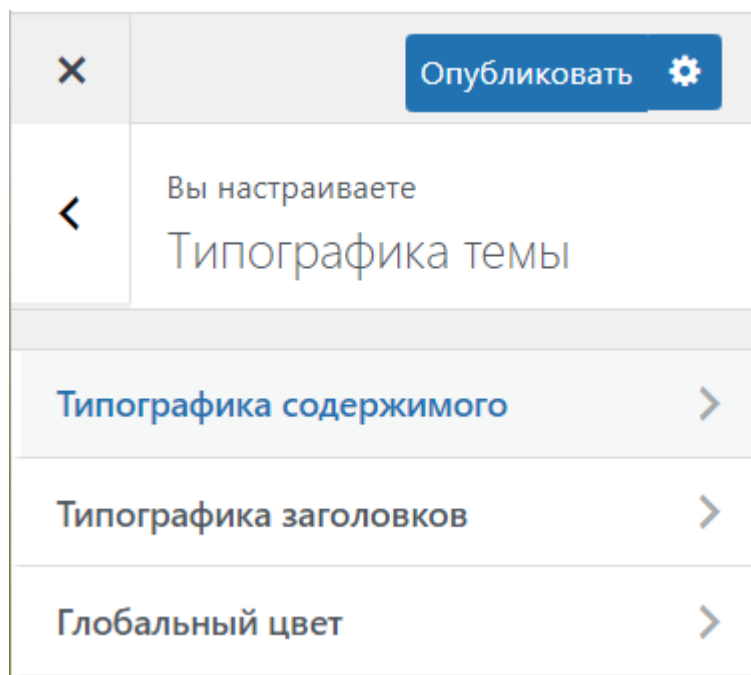 Опубликовать
Вы настраиваете
Типографика темы
Типографика содержимого
Типографика заголовков
Глобальный цвет